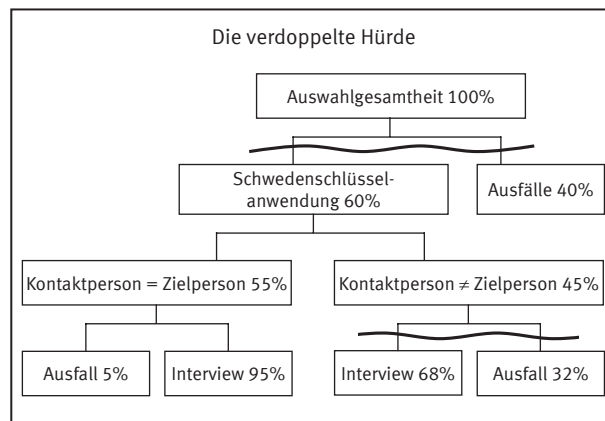 Die verdoppelte Hürde
Auswahlgesamtheit 100%
Schwedenschlüssel-
anwendung 60%
Ausfälle 40%
Kontaktperson = Zielperson 55%
Kontaktperson ≠ Zielperson 45%
Ausfall 5%
Interview 95%
Interview 68%
Ausfall 32%